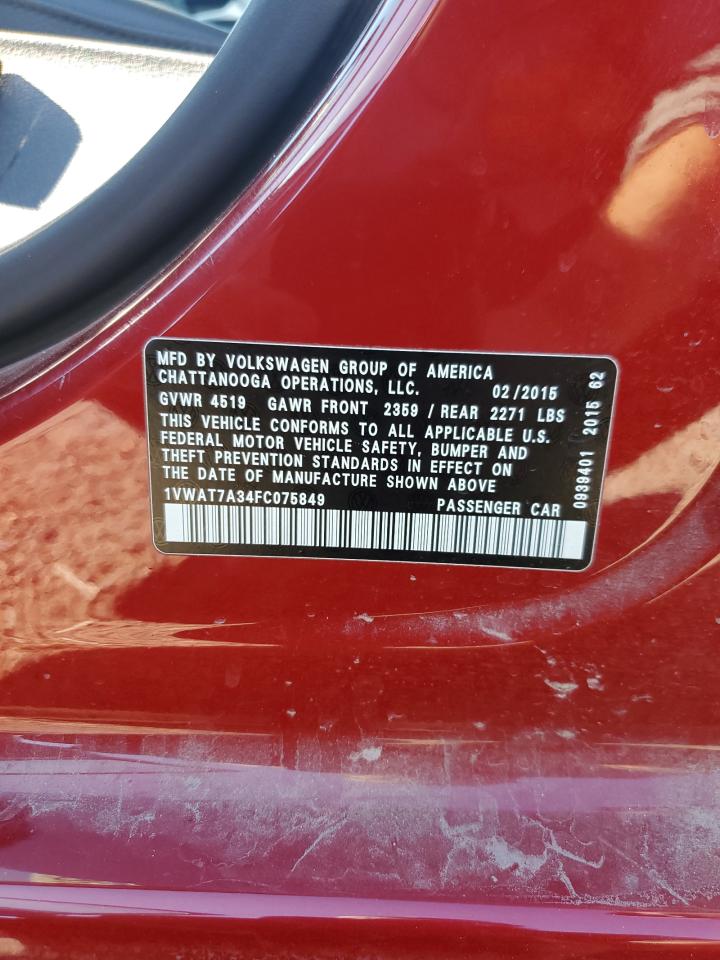 MFD BY VOLKSWAGEN GROUP OF AMERICA
CHATTANOOGA OPERATIONS, LLC. 02/2015
GVWR 4519 GAWR FRONT 2359 / REAR 2271 LBS
THIS VEHICLE CONFORMS TO ALL APPLICABLE U.S.
FEDERAL MOTOR VEHICLE SAFETY, BUMPER AND
THEFT PREVENTION STANDARDS IN EFFECT ON
THE DATE OF MANUFACTURE SHOWN ABOVE
1VWAT7A34FC075849 PASSENGER CAR
0939401 2015 62